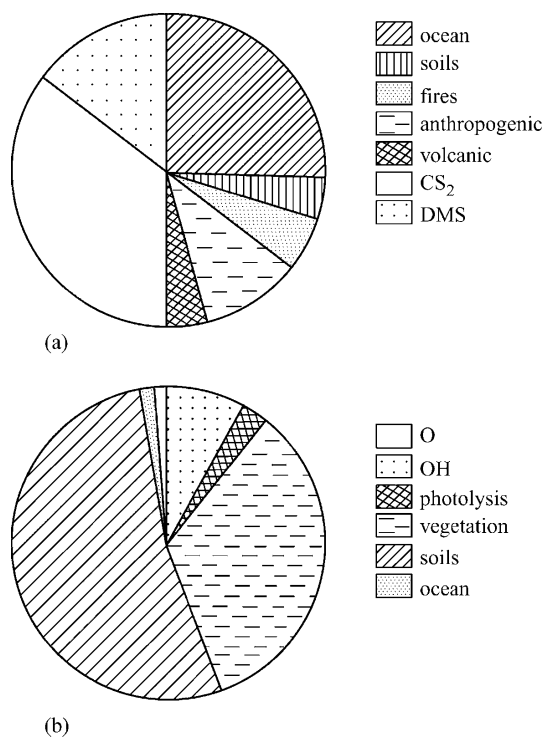 ocean
soils
fires
anthropogenic
volcanic
CS₂
DMS
(a)
O
OH
photolysis
vegetation
soils
ocean
(b)